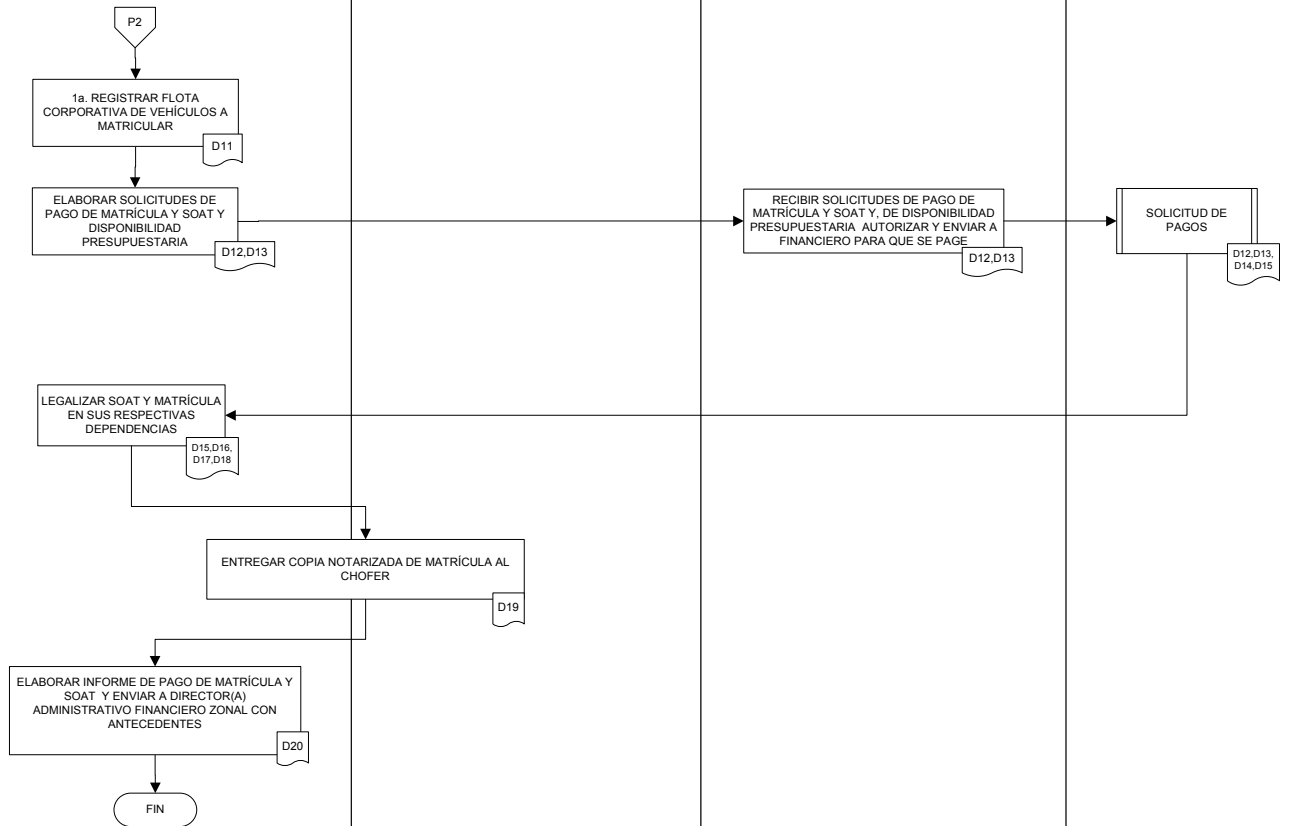 P2
1a. REGISTRAR FLOTA
CORPORATIVA DE VEHÍCULOS A
MATRICULAR
D11
ELABORAR SOLICITUDES DE
PAGO DE MATRÍCULA Y SOAT Y
DISPONIBILIDAD
PRESUPUESTARIA
D12,D13
RECIBIR SOLICITUDES DE PAGO DE
MATRÍCULA Y SOAT Y, DE DISPONIBILIDAD
PRESUPUESTARIA AUTORIZAR Y ENVIAR A
FINANCIERO PARA QUE SE PAGE
D12,D13
SOLICITUD DE
PAGOS
D12,D13,
D14,D15
LEGALIZAR SOAT Y MATRÍCULA
EN SUS RESPECTIVAS
DEPENDENCIAS
D15,D16,
D17,D18
ENTREGAR COPIA NOTARIZADA DE MATRÍCULA AL
CHOFER
D19
ELABORAR INFORME DE PAGO DE MATRÍCULA Y
SOAT Y ENVIAR A DIRECTOR(A)
ADMINISTRATIVO FINANCIERO ZONAL CON
ANTECEDENTES
D20
FIN